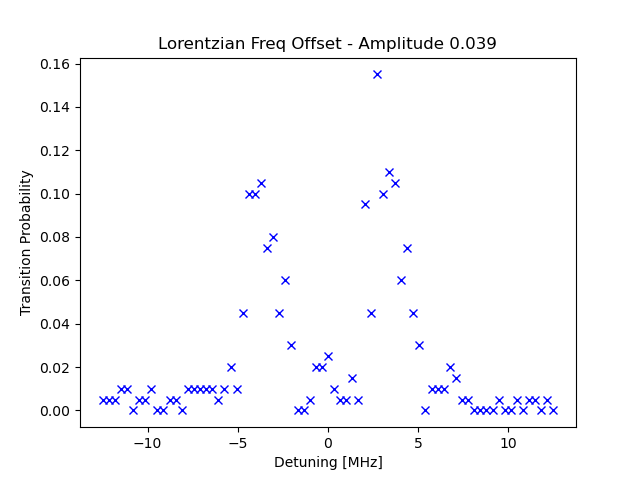 Lorentzian Freq Offset - Amplitude 0.039
Transition Probability
0.16
0.14
0.12
0.10
0.08
0.06
0.04
0.02
0.00
−10 −5 0 5 10
Detuning [MHz]